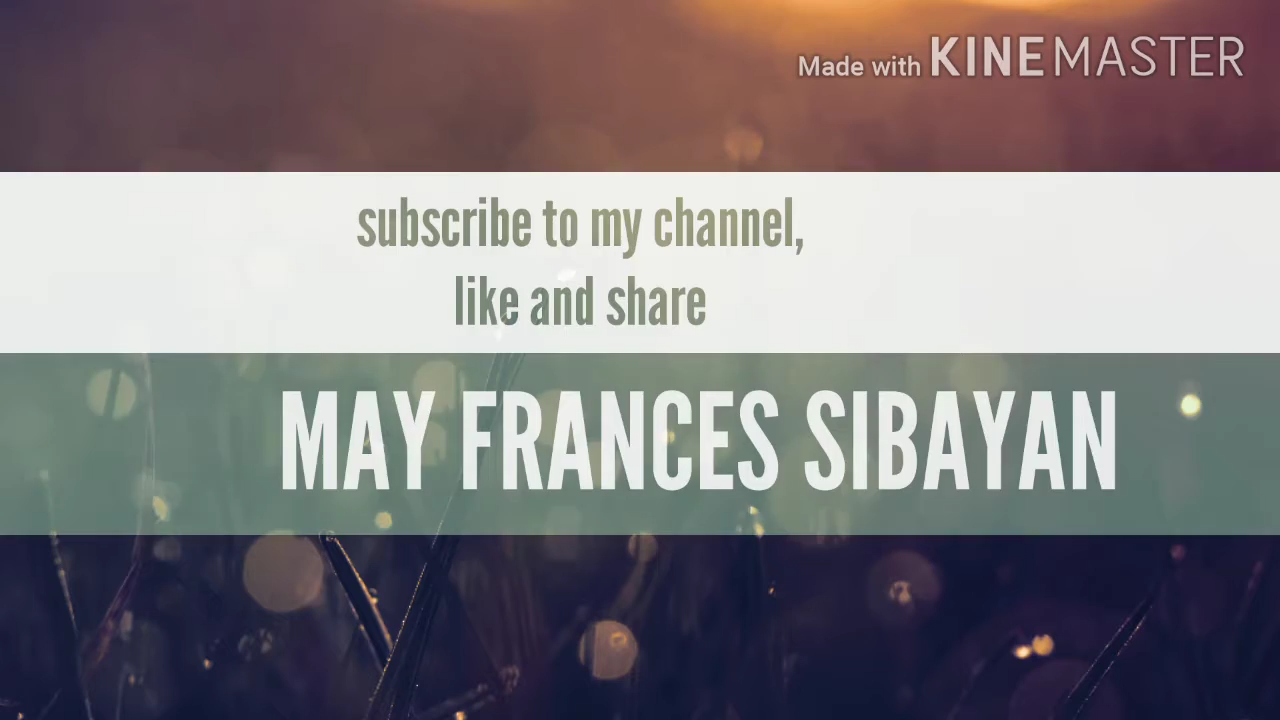 Made with KINEMASTER
subscribe to my channel,
like and share
MAY FRANCES SIBAYAN